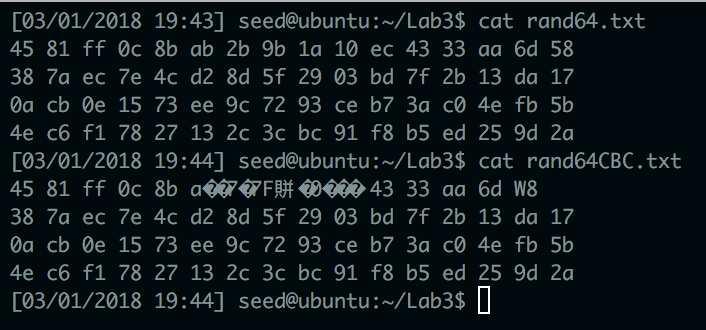 [03/01/2018 19:43] seed@ubuntu:~/Lab3$ cat rand64.txt
45 81 ff 0c 8b ab 2b 9b 1a 10 ec 43 33 aa 6d 58
38 7a ec 7e 4c d2 8d 5f 29 03 bd 7f 2b 13 da 17
0a cb 0e 15 73 ee 9c 72 93 ce b7 3a c0 4e fb 5b
4e c6 f1 78 27 13 2c 3c bc 91 f8 b5 ed 25 9d 2a
[03/01/2018 19:44] seed@ubuntu:~/Lab3$ cat rand64CBC.txt
45 81 ff 0c 8b a��7�7F賆�0���� 43 33 aa 6d W8
38 7a ec 7e 4c d2 8d 5f 29 03 bd 7f 2b 13 da 17
0a cb 0e 15 73 ee 9c 72 93 ce b7 3a c0 4e fb 5b
4e c6 f1 78 27 13 2c 3c bc 91 f8 b5 ed 25 9d 2a
[03/01/2018 19:44] seed@ubuntu:~/Lab3$